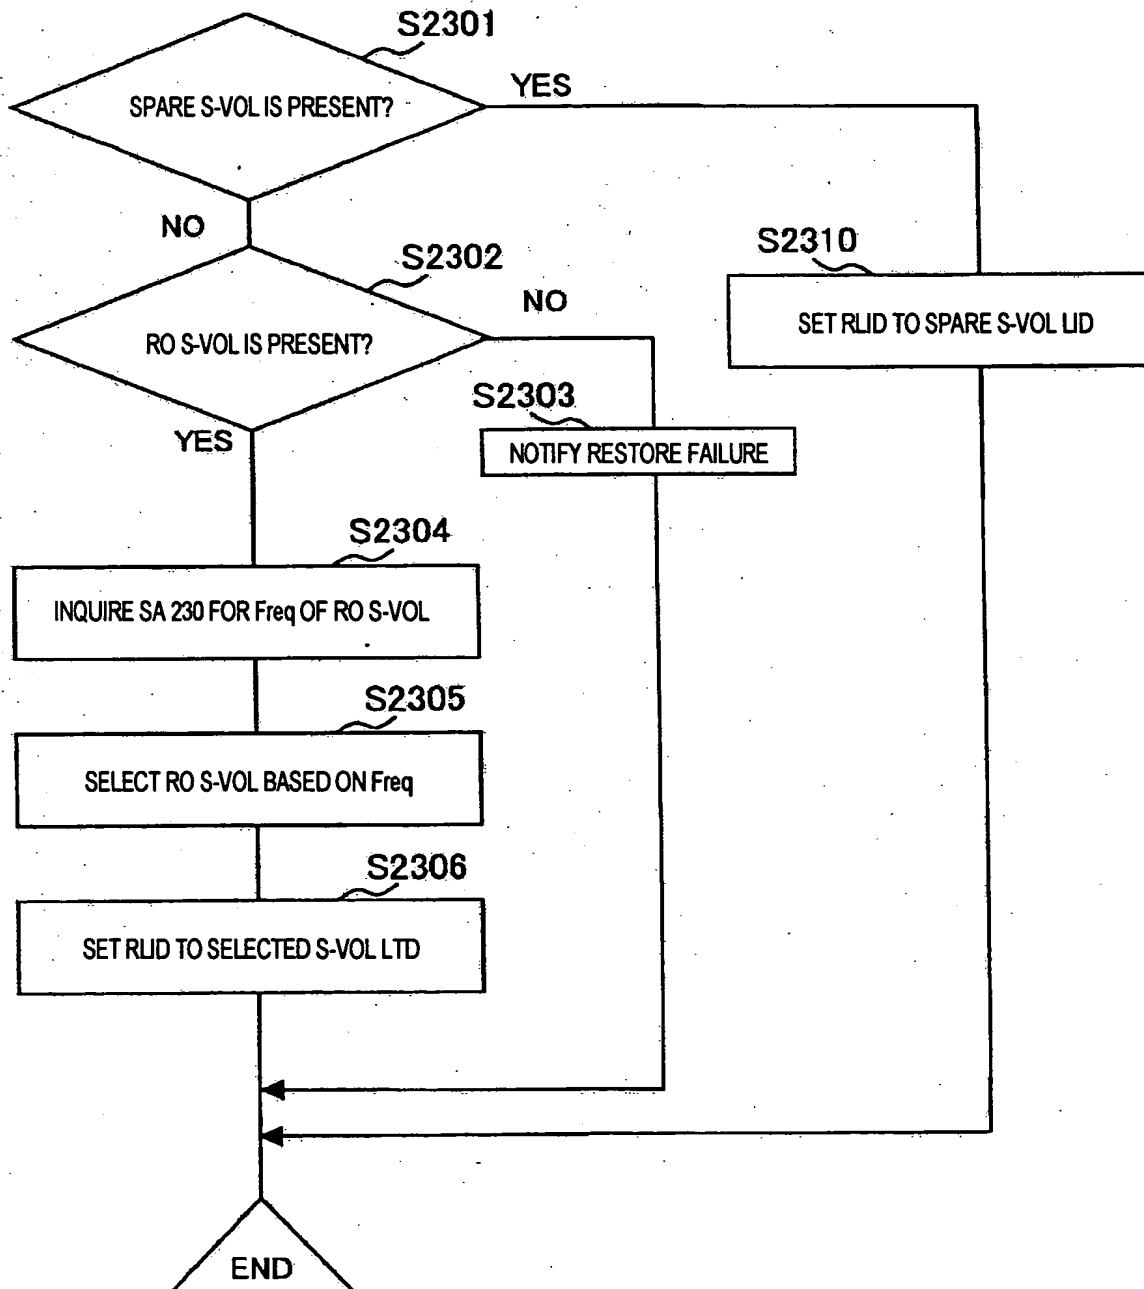 S2301
SPARE S-VOL IS PRESENT?
YES
NO
S2302
RO S-VOL IS PRESENT?
NO
YES
S2310
SET RLID TO SPARE S-VOL LID
S2303
NOTIFY RESTORE FAILURE
S2304
INQUIRE SA 230 FOR Freq OF RO S-VOL
S2305
SELECT RO S-VOL BASED ON Freq
S2306
SET RLID TO SELECTED S-VOL LTD
END